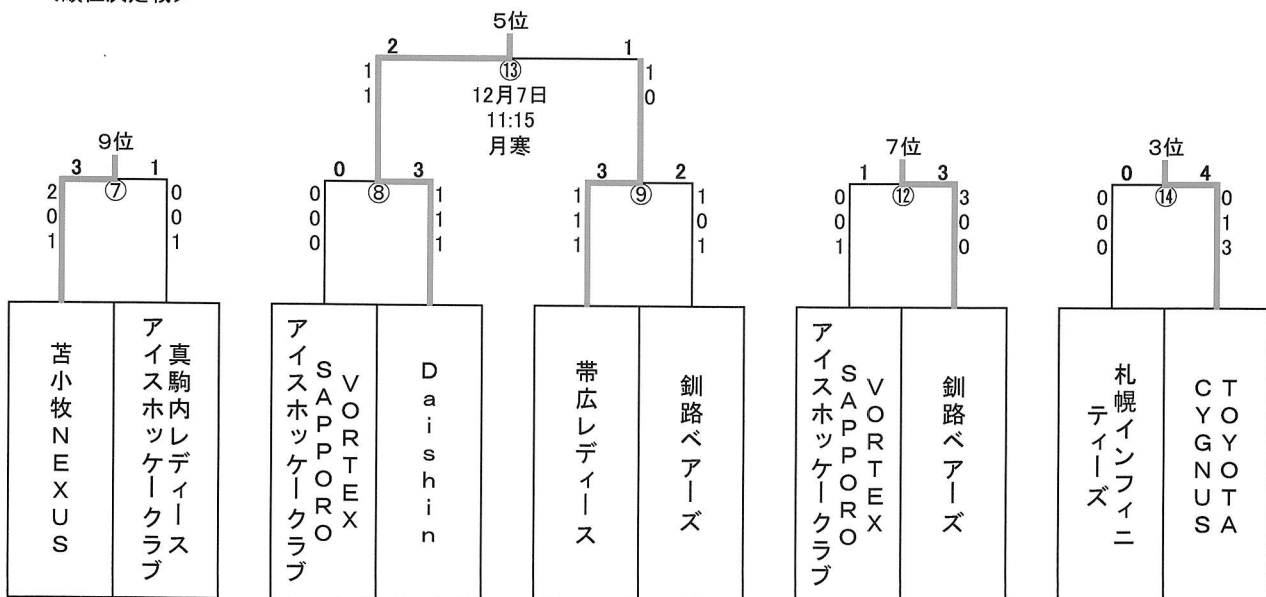 5位
2 1
⑬
1
1
1
0
12月7日
11:15
月寒
9位
3 1
⑦
2
0
1
0
0
1
0 3
⑧
0
0
0
1
1
1
3 2
⑨
1
1
1
1
0
1
7位
1 3
⑫
0
0
1
3
0
0
3位
0 4
⑭
0
0
0
0
1
3
苫小牧NEXUS
真駒内レディース
アイスホッケークラブ
VORTEX
SAPPORO
アイスホッケークラブ
Daishin
帯広レディース
釧路ベアーズ
VORTEX
SAPPORO
アイスホッケークラブ
釧路ベアーズ
札幌インフィニ
ティーズ
TOYOTA
CYGNUS